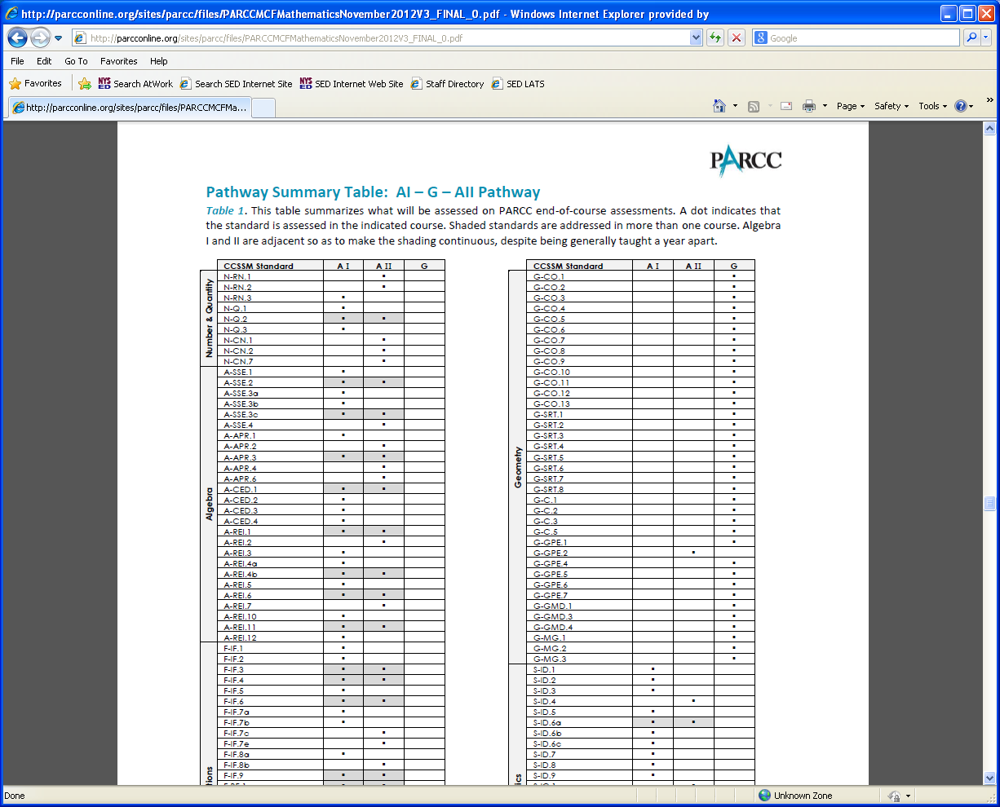 http://parcconline.org/sites/parcc/files/PARCCMCFMathematicsNovember2012V3_FINAL_0.pdf - Windows Internet Explorer provided by
http://parcconline.org/sites/parcc/files/PARCCMCFMathematicsNovember2012V3_FINAL_0.pdf
Google
File Edit Go To Favorites Help
Favorites NYSED Search AtWork Search SED Internet Site NYSED SED Internet Web Site Staff Directory SED LATS
http://parcconline.org/sites/parcc/files/PARCCMCFMa...
Page Safety Tools
PARCC
Pathway Summary Table: AI – G – AII Pathway
Table 1. This table summarizes what will be assessed on PARCC end-of-course assessments. A dot indicates that
the standard is assessed in the indicated course. Shaded standards are addressed in more than one course. Algebra
I and II are adjacent so as to make the shading continuous, despite being generally taught a year apart.
CCSSM Standard A I A II G
Number & Quantity
N-RN.1
N-RN.2
N-RN.3
N-Q.1
N-Q.2
N-Q.3
N-CN.1
N-CN.2
N-CN.7
Algebra
A-SSE.1
A-SSE.2
A-SSE.3a
A-SSE.3b
A-SSE.3c
A-SSE.4
A-APR.1
A-APR.2
A-APR.3
A-APR.4
A-APR.6
A-CED.1
A-CED.2
A-CED.3
A-CED.4
A-REI.1
A-REI.2
A-REI.3
A-REI.4a
A-REI.4b
A-REI.5
A-REI.6
A-REI.7
A-REI.10
A-REI.11
A-REI.12
tions
F-IF.1
F-IF.2
F-IF.3
F-IF.4
F-IF.5
F-IF.6
F-IF.7a
F-IF.7b
F-IF.7c
F-IF.7e
F-IF.8a
F-IF.8b
F-IF.9
CCSSM Standard A I A II G
Geometry
G-CO.1
G-CO.2
G-CO.3
G-CO.4
G-CO.5
G-CO.6
G-CO.7
G-CO.8
G-CO.9
G-CO.10
G-CO.11
G-CO.12
G-CO.13
G-SRT.1
G-SRT.2
G-SRT.3
G-SRT.4
G-SRT.5
G-SRT.6
G-SRT.7
G-SRT.8
G-C.1
G-C.2
G-C.3
G-C.5
G-GPE.1
G-GPE.2
G-GPE.4
G-GPE.5
G-GPE.6
G-GPE.7
G-GMD.1
G-GMD.3
G-GMD.4
G-MG.1
G-MG.2
G-MG.3
ics
S-ID.1
S-ID.2
S-ID.3
S-ID.4
S-ID.5
S-ID.6a
S-ID.6b
S-ID.6c
S-ID.7
S-ID.8
S-ID.9
Done
Unknown Zone